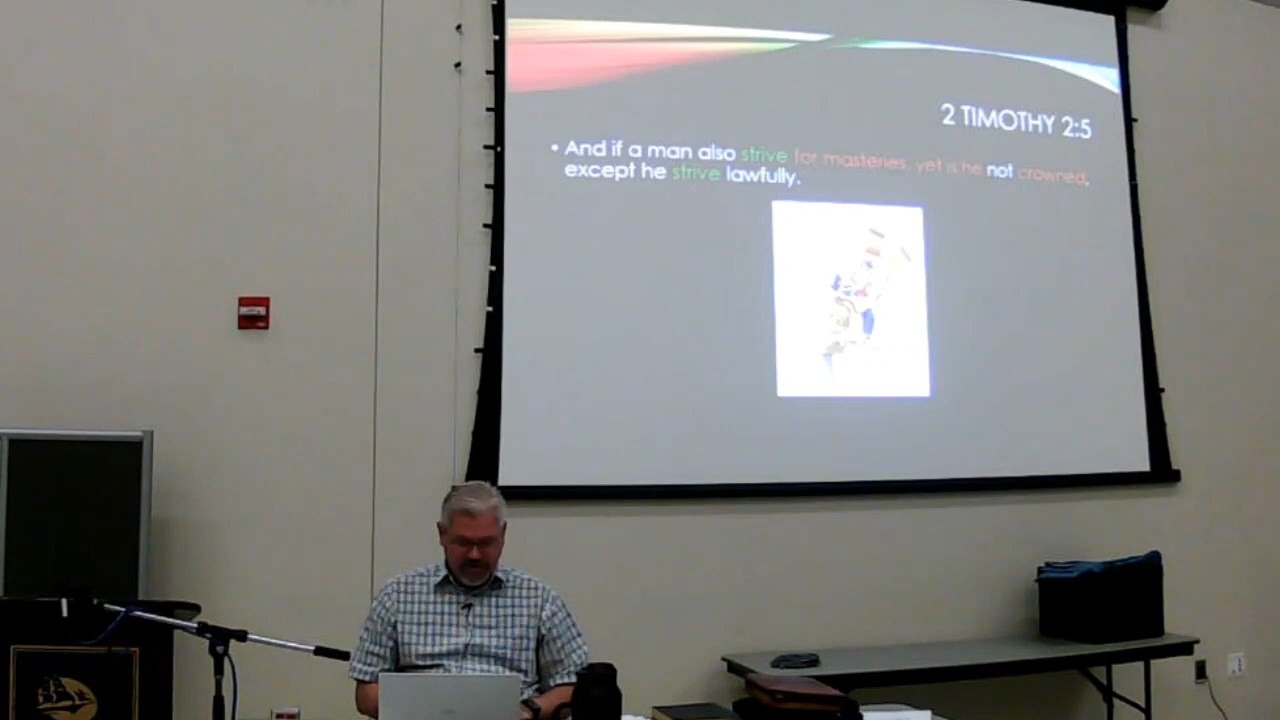 2 TIMOTHY 2:5
• And if a man also strive for masteries, yet is he not crowned,
except he strive lawfully.